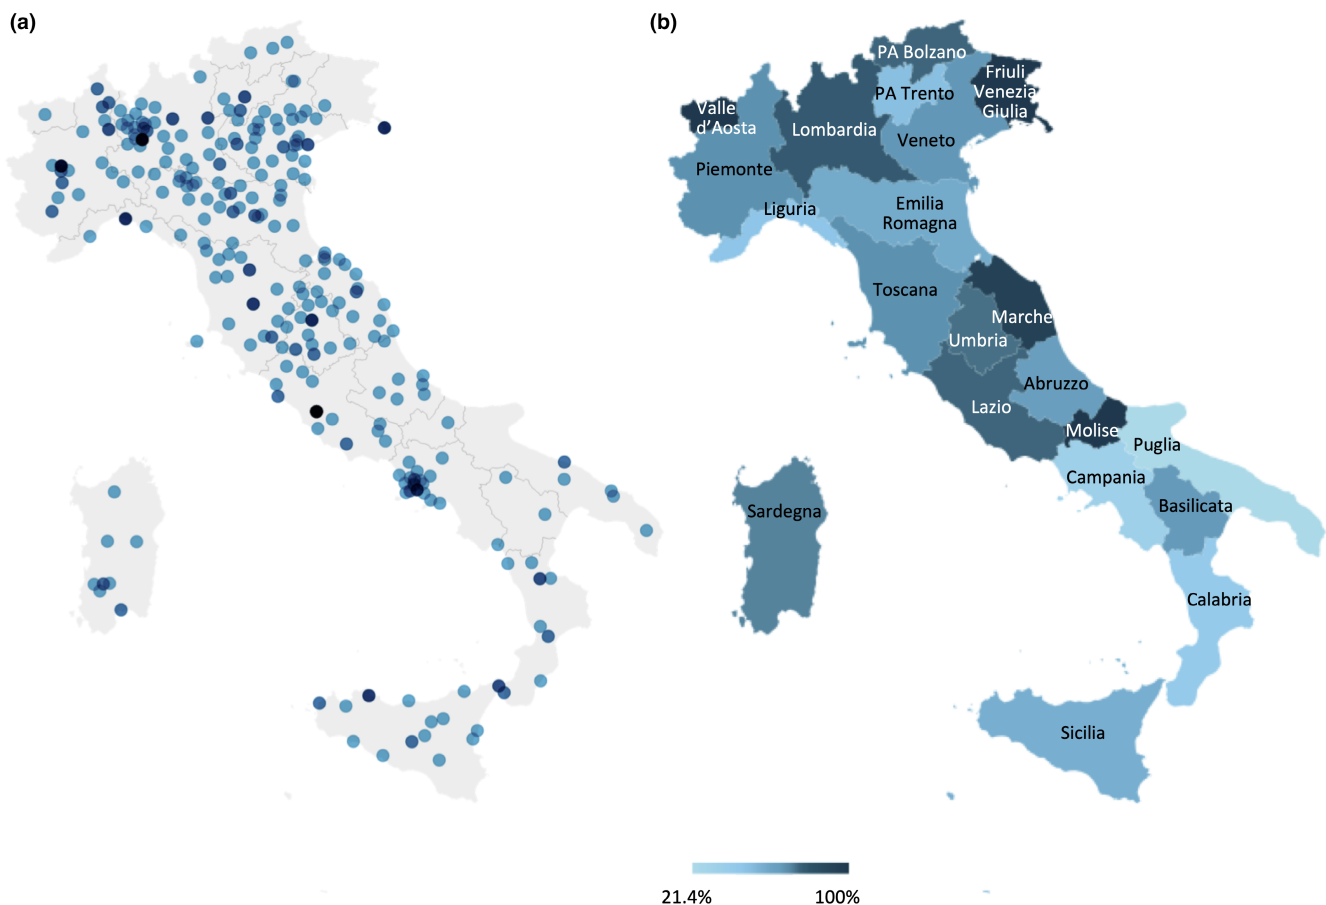 (a)
(b)
PA Bolzano
Friuli
Venezia
Giulia
PA Trento
Valle
d'Aosta
Lombardia
Veneto
Piemonte
Emilia
Romagna
Liguria
Toscana
Marche
Umbria
Abruzzo
Lazio
Molise
Puglia
Campania
Basilicata
Sardegna
Calabria
Sicilia
21.4%
100%